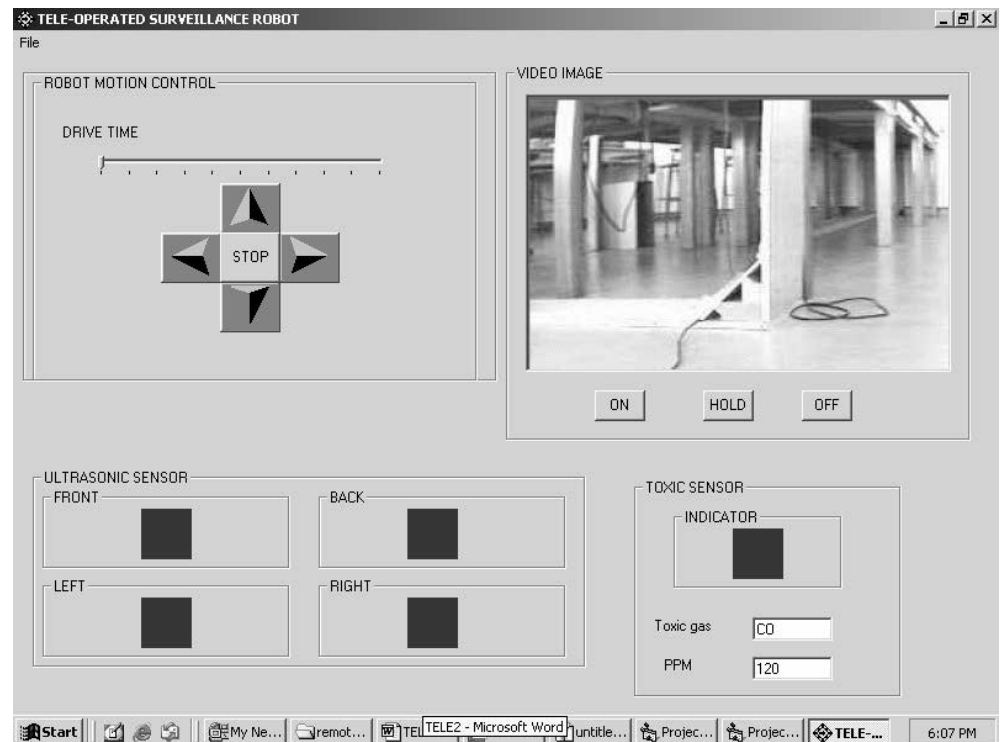 TELE-OPERATED SURVEILLANCE ROBOT
File
ROBOT MOTION CONTROL
DRIVE TIME
STOP
VIDEO IMAGE
ON HOLD OFF
ULTRASONIC SENSOR
FRONT
BACK
LEFT
RIGHT
TOXIC SENSOR
INDICATOR
Toxic gas CO
PPM 120
Start My Ne... remot... TEL TELE2 - Microsoft Word untitle... Projec... Projec... TELE-... 6:07 PM